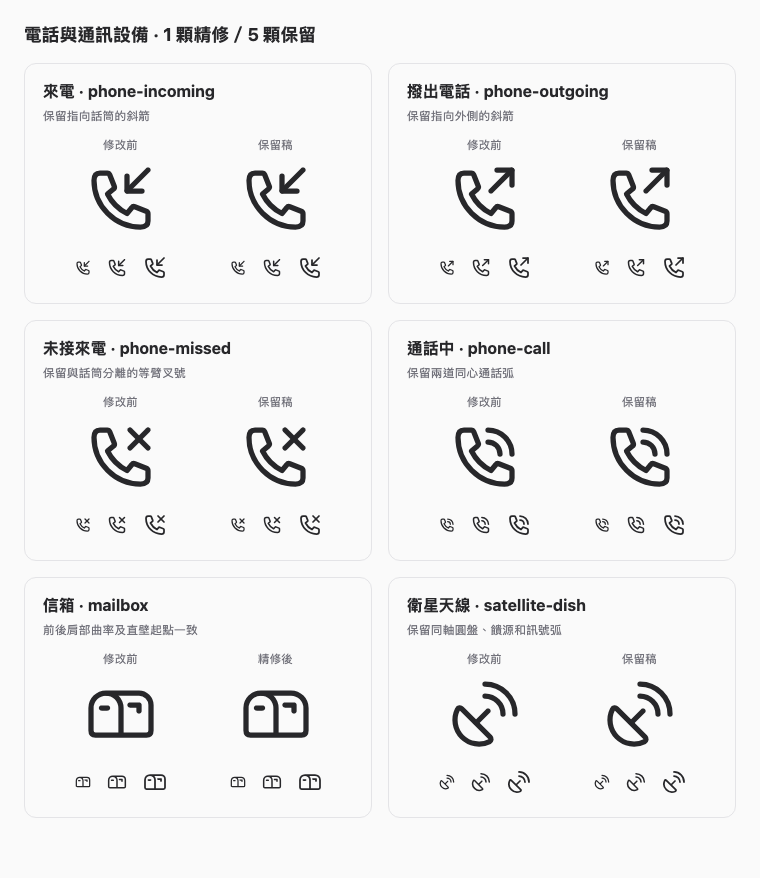 電話與通訊設備 · 1 顆精修 / 5 顆保留
來電 · phone-incoming
保留指向話筒的斜箭
修改前
保留稿
撥出電話 · phone-outgoing
保留指向外側的斜箭
修改前
保留稿
未接來電 · phone-missed
保留與話筒分離的等臂叉號
修改前
保留稿
通話中 · phone-call
保留兩道同心通話弧
修改前
保留稿
信箱 · mailbox
前後肩部曲率及直壁起點一致
修改前
精修後
衛星天線 · satellite-dish
保留同軸圓盤、饋源和訊號弧
修改前
保留稿